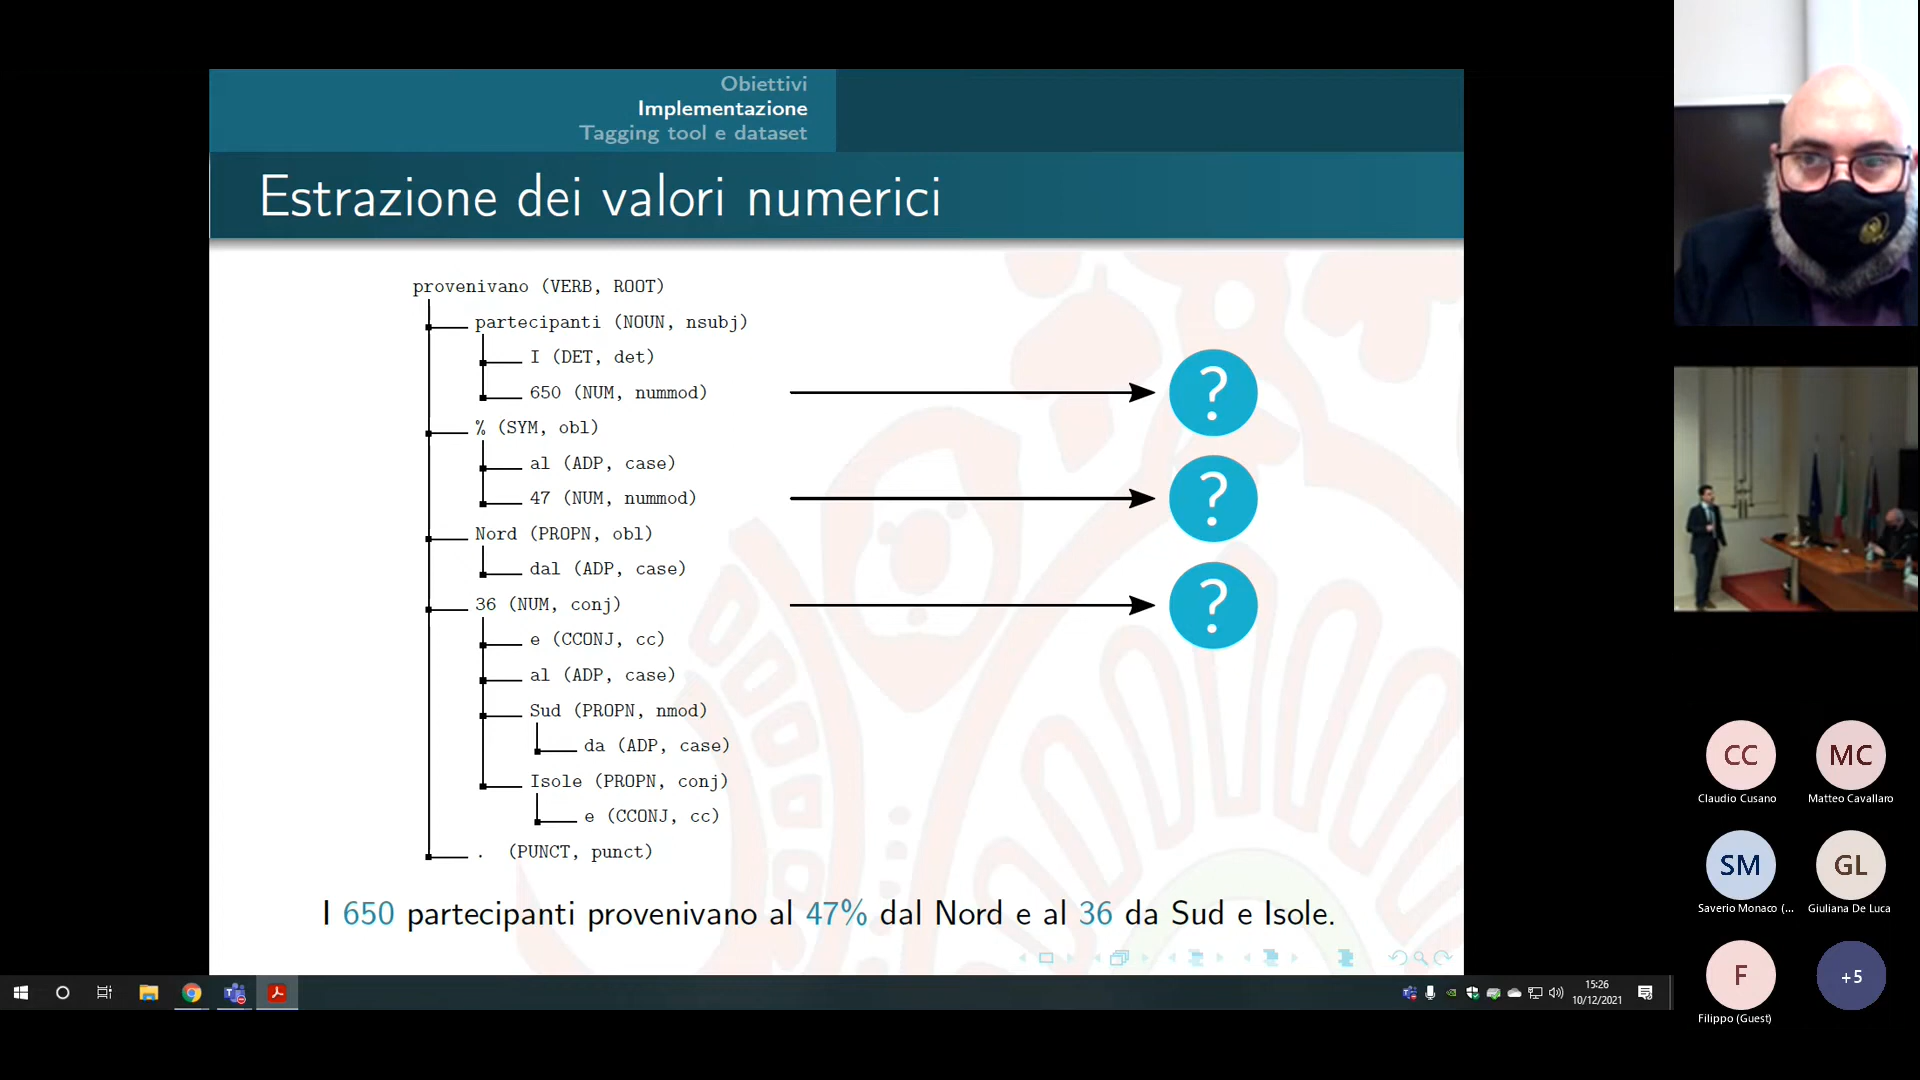 Obiettivi
Implementazione
Tagging tool e dataset
Estrazione dei valori numerici
provenivano (VERB, ROOT)
partecipanti (NOUN, nsubj)
I (DET, det)
650 (NUM, nummod)
?
% (SYM, obl)
al (ADP, case)
47 (NUM, nummod)
?
Nord (PROPN, obl)
dal (ADP, case)
36 (NUM, conj)
?
e (CCONJ, cc)
al (ADP, case)
Sud (PROPN, nmod)
da (ADP, case)
Isole (PROPN, conj)
e (CCONJ, cc)
. (PUNCT, punct)
I 650 partecipanti provenivano al 47% dal Nord e al 36 da Sud e Isole.
CC
Claudio Cusano
MC
Matteo Cavallaro
SM
Saverio Monaco (...
GL
Giuliana De Luca
F
Filippo (Guest)
+5
15:26
10/12/2021